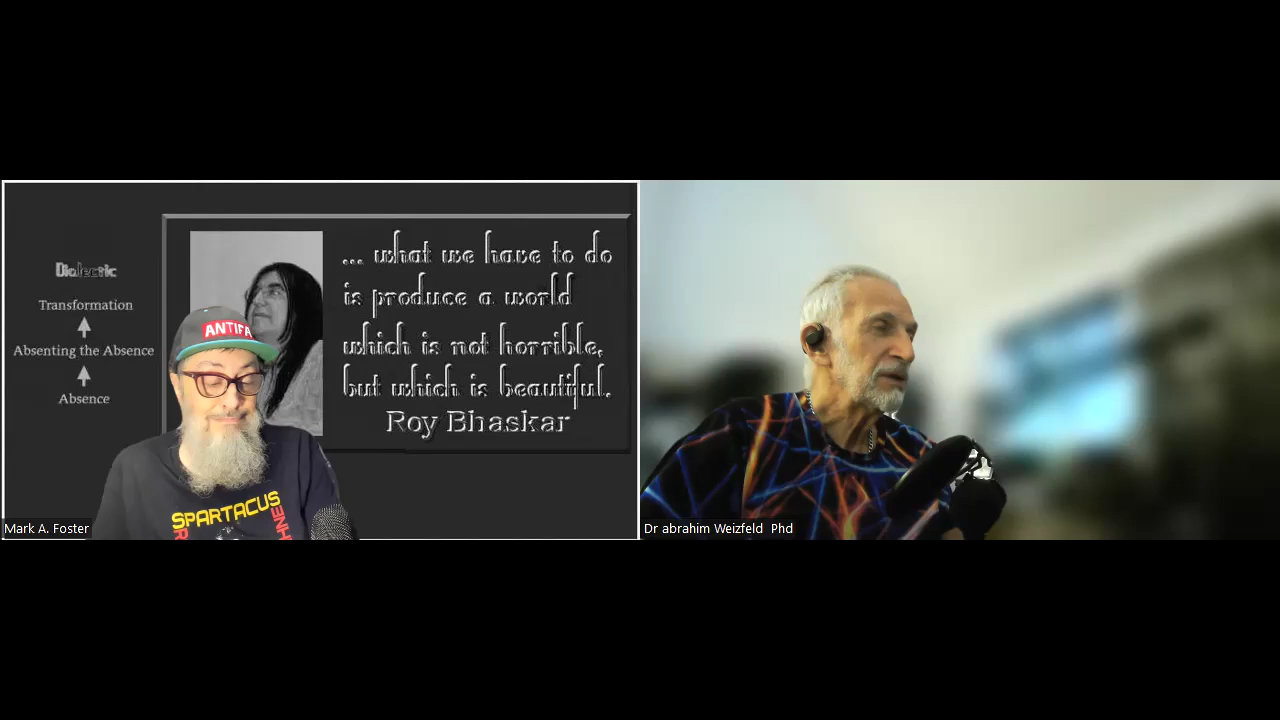 Dialectic
Transformation
Absenting the Absence
Absence
... what we have to do
is produce a world
which is not horrible,
but which is beautiful.
Roy Bhaskar
ANTIFA
SPARTACUS
Mark A. Foster
Dr abrahim Weizfeld Phd